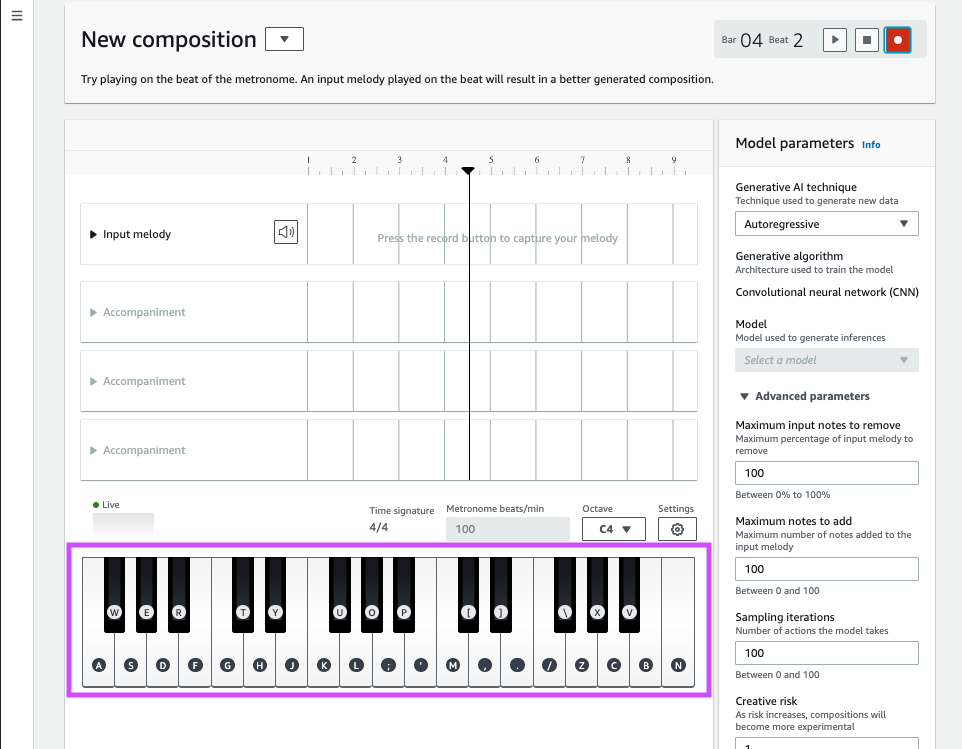 New composition
Bar 04 Beat 2
Try playing on the beat of the metronome. An input melody played on the beat will result in a better generated composition.
1 2 3 4 5 6 7 8 9
Input melody
Press the record button to capture your melody
Accompaniment
Accompaniment
Accompaniment
Live
Time signature
4/4
Metronome beats/min
100
Octave
C4
Settings
W E R T Y U O P [ ] \ X V
A S D F G H J K L ; ' M , . / Z C B N
Model parameters Info
Generative AI technique
Technique used to generate new data
Autoregressive
Generative algorithm
Architecture used to train the model
Convolutional neural network (CNN)
Model
Model used to generate inferences
Select a model
Advanced parameters
Maximum input notes to remove
Maximum percentage of input melody to
remove
100
Between 0% to 100%
Maximum notes to add
Maximum number of notes added to the
input melody
100
Between 0 and 100
Sampling iterations
Number of actions the model takes
100
Between 0 and 100
Creative risk
As risk increases, compositions will
become more experimental
1